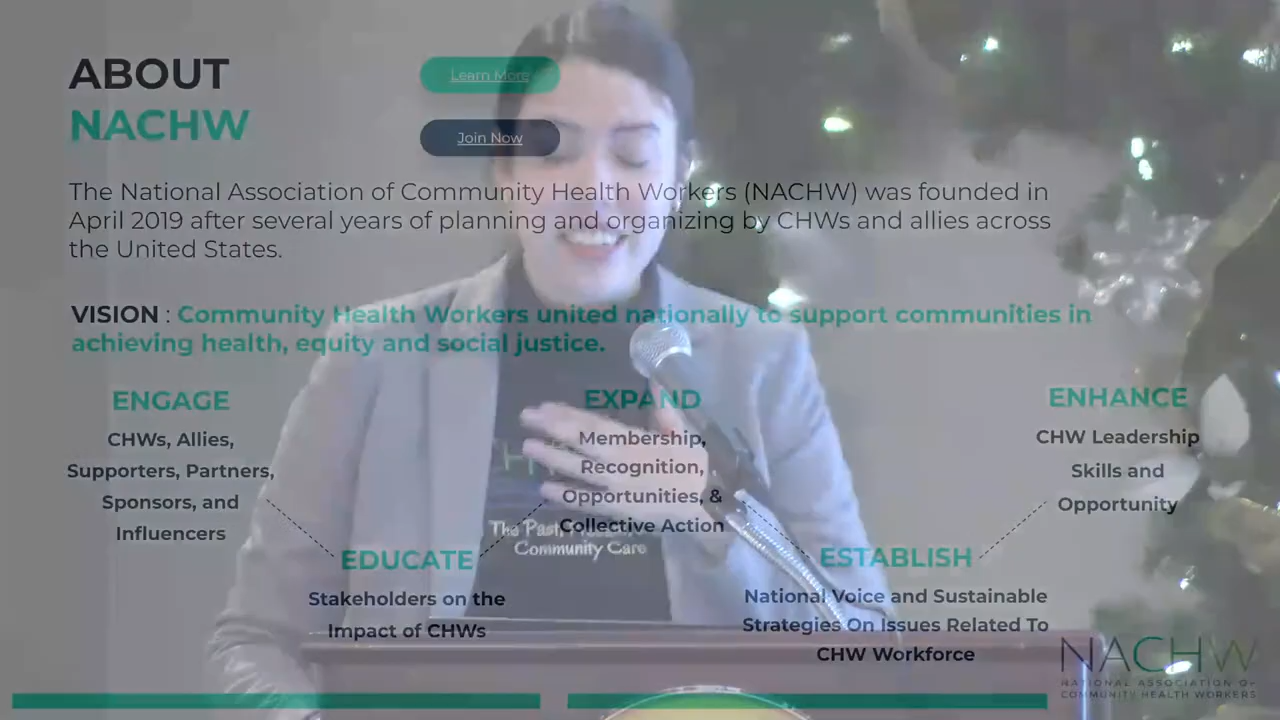 ABOUT
NACHW
Learn More
Join Now
The National Association of Community Health Workers (NACHW) was founded in
April 2019 after several years of planning and organizing by CHWs and allies across
the United States.
VISION : Community Health Workers united nationally to support communities in
achieving health, equity and social justice.
ENGAGE
CHWs, Allies,
Supporters, Partners,
Sponsors, and
Influencers
EDUCATE
Stakeholders on the
Impact of CHWs
EXPAND
Membership,
Recognition,
Opportunities, &
Collective Action
ESTABLISH
National Voice and Sustainable
Strategies On Issues Related To
CHW Workforce
ENHANCE
CHW Leadership
Skills and
Opportunity
The Past,
Community Care
NACHW
NATIONAL ASSOCIATION OF
COMMUNITY HEALTH WORKERS